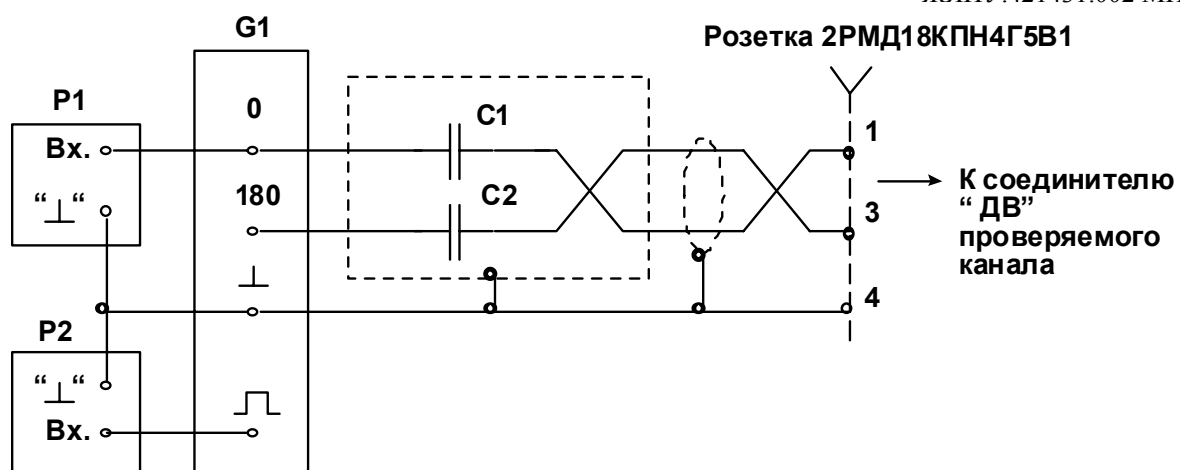 G1
Розетка 2РМД18КПН4Г5В1
P1
0
C1
1
Вх.
180
C2
К соединителю
“ ДВ”
3
проверяемого
канала
“⊥“
⊥
4
P2
“⊥“
Вх.